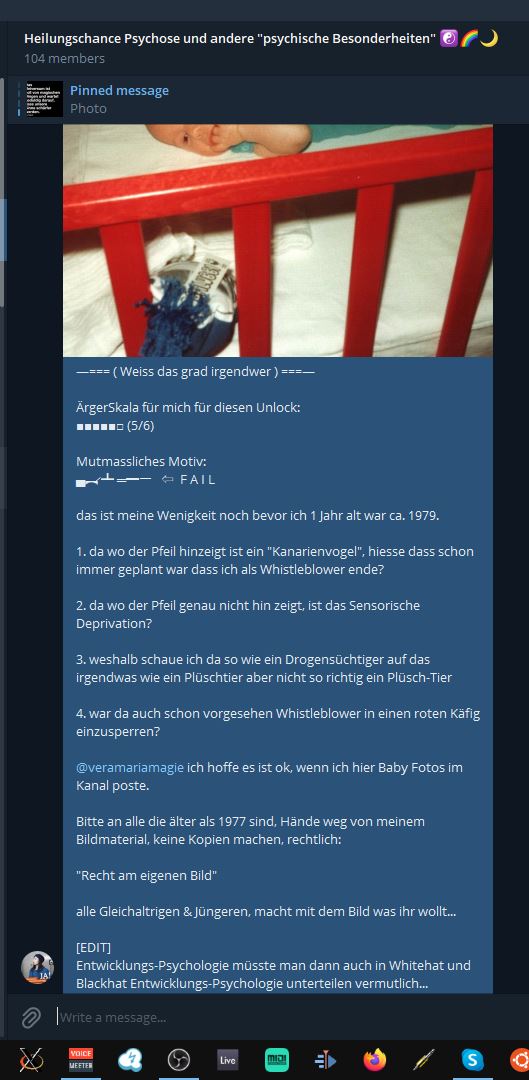 Heilungschance Psychose und andere "psychische Besonderheiten" ☯️🌈🌙
104 members
Pinned message
Photo
—=== ( Weiss das grad irgendwer ) ===—
ÄrgerSkala für mich für diesen Unlock:
■■■■■□ (5/6)
Mutmassliches Motiv:
▄︻┻═┳一 ⇦ F A I L
das ist meine Wenigkeit noch bevor ich 1 Jahr alt war ca. 1979.
1. da wo der Pfeil hinzeigt ist ein "Kanarienvogel", hiesse dass schon
immer geplant war dass ich als Whistleblower ende?
2. da wo der Pfeil genau nicht hin zeigt, ist das Sensorische
Deprivation?
3. weshalb schaue ich da so wie ein Drogensüchtiger auf das
irgendwas wie ein Plüschtier aber nicht so richtig ein Plüsch-Tier
4. war da auch schon vorgesehen Whistleblower in einen roten Käfig
einzusperren?
@veramariamagie ich hoffe es ist ok, wenn ich hier Baby Fotos im
Kanal poste.
Bitte an alle die älter als 1977 sind, Hände weg von meinem
Bildmaterial, keine Kopien machen, rechtlich:
"Recht am eigenen Bild"
alle Gleichaltrigen & Jüngeren, macht mit dem Bild was ihr wollt...
[EDIT]
Entwicklungs-Psychologie müsste man dann auch in Whitehat und
Blackhat Entwicklungs-Psychologie unterteilen vermutlich...
JA!
Write a message...
VOICE
MEETER
Live
MIDI